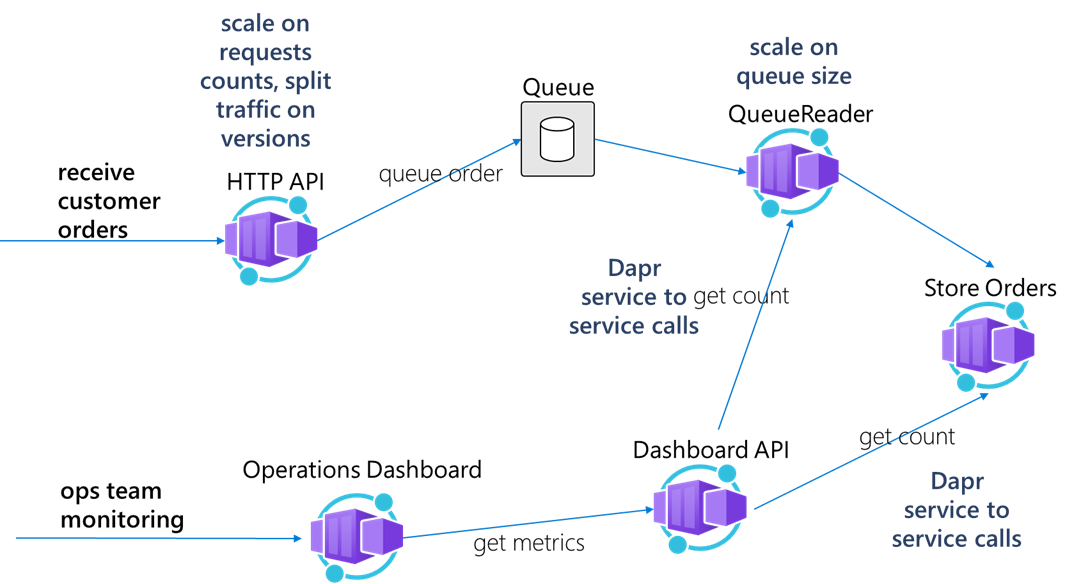 scale on
requests
counts, split
traffic on
versions
scale on
queue size
Queue
QueueReader
receive
customer
orders
HTTP API
queue order
Dapr
service to
service calls
get count
Store Orders
Dashboard API
get count
Operations Dashboard
ops team
monitoring
get metrics
Dapr
service to
service calls